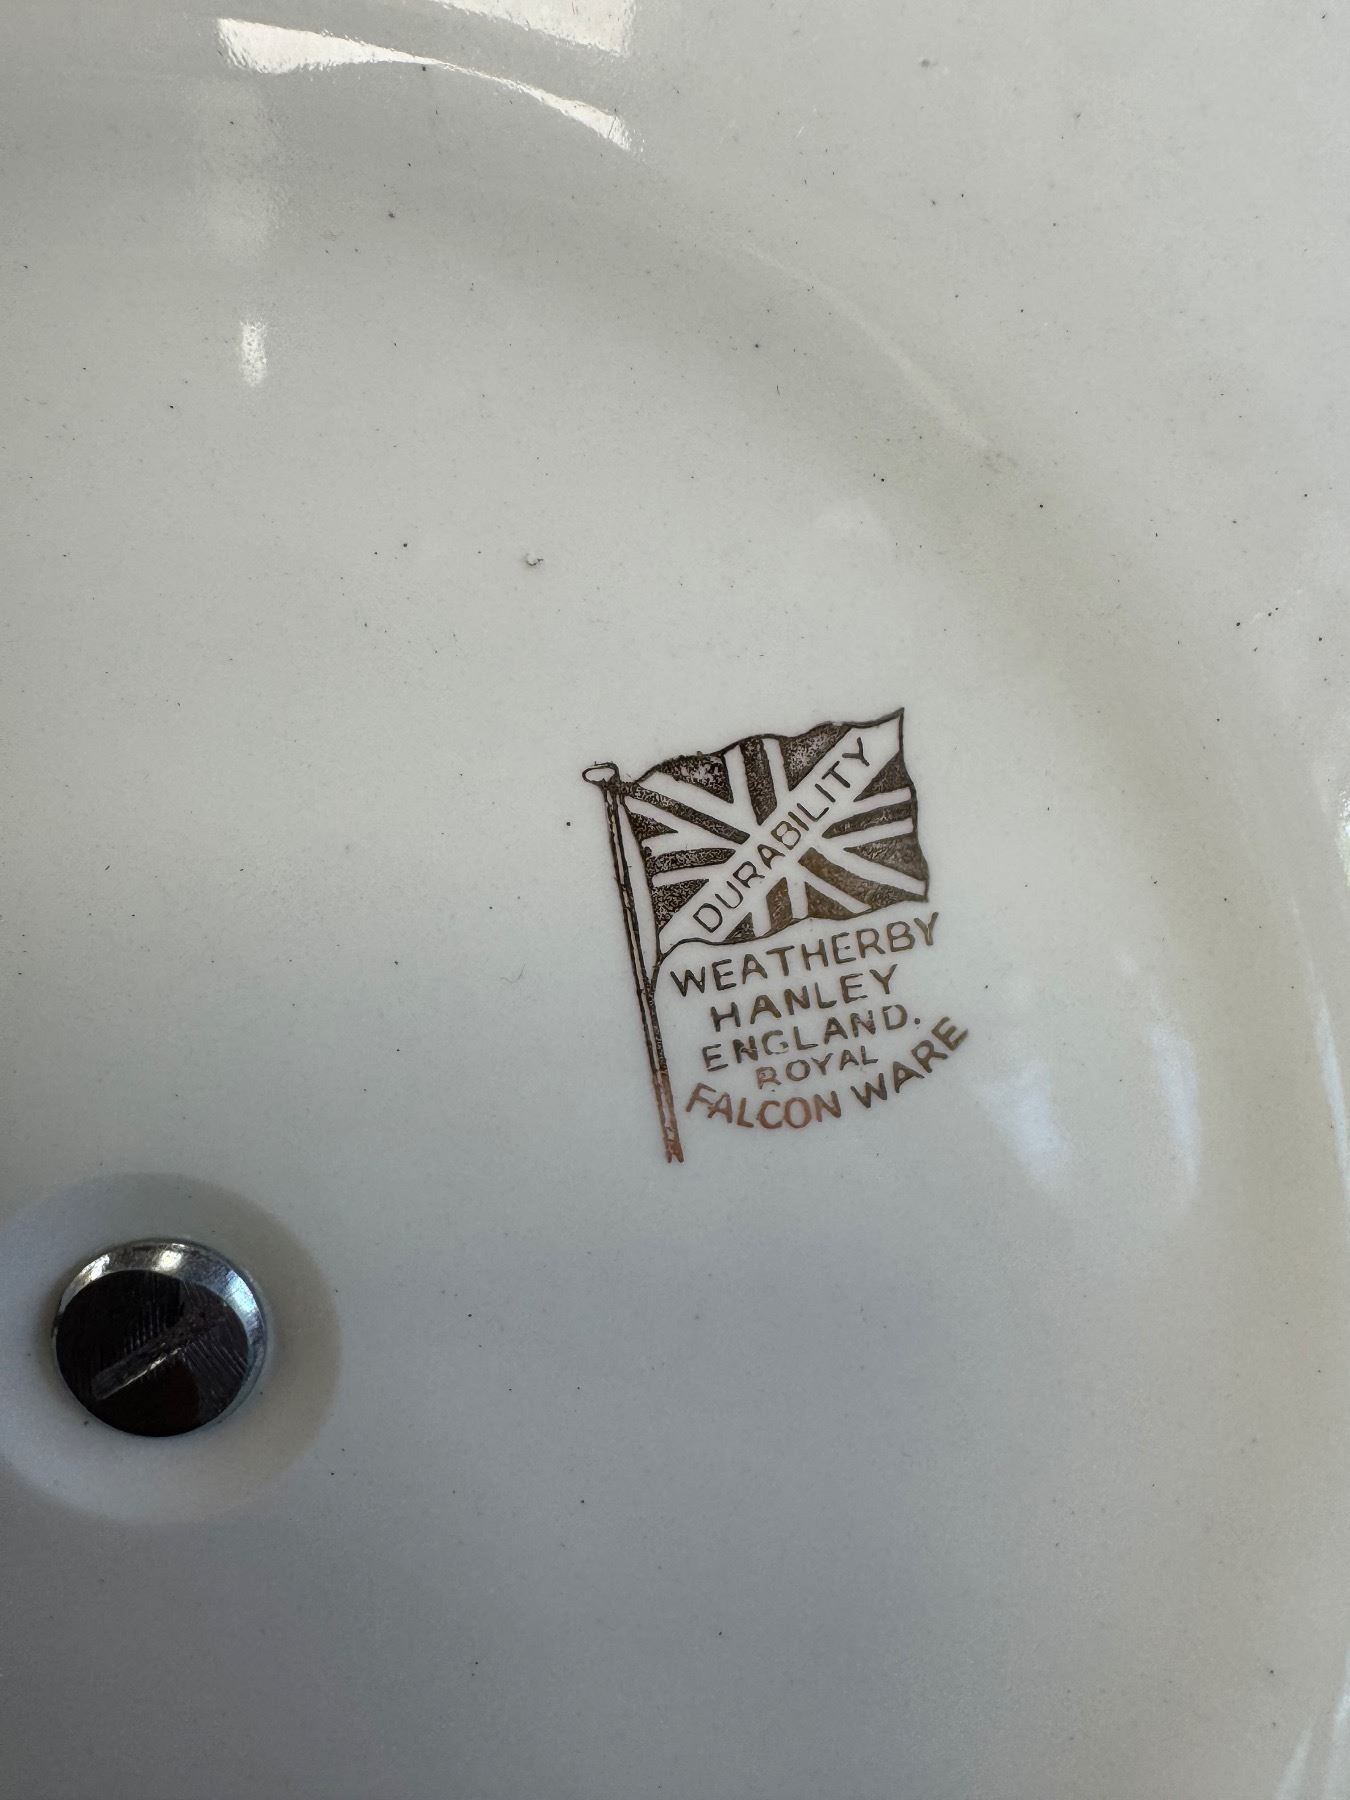 DURABILITY
WEATHERBY
HANLEY
ENGLAND.
ROYAL
FALCON WARE